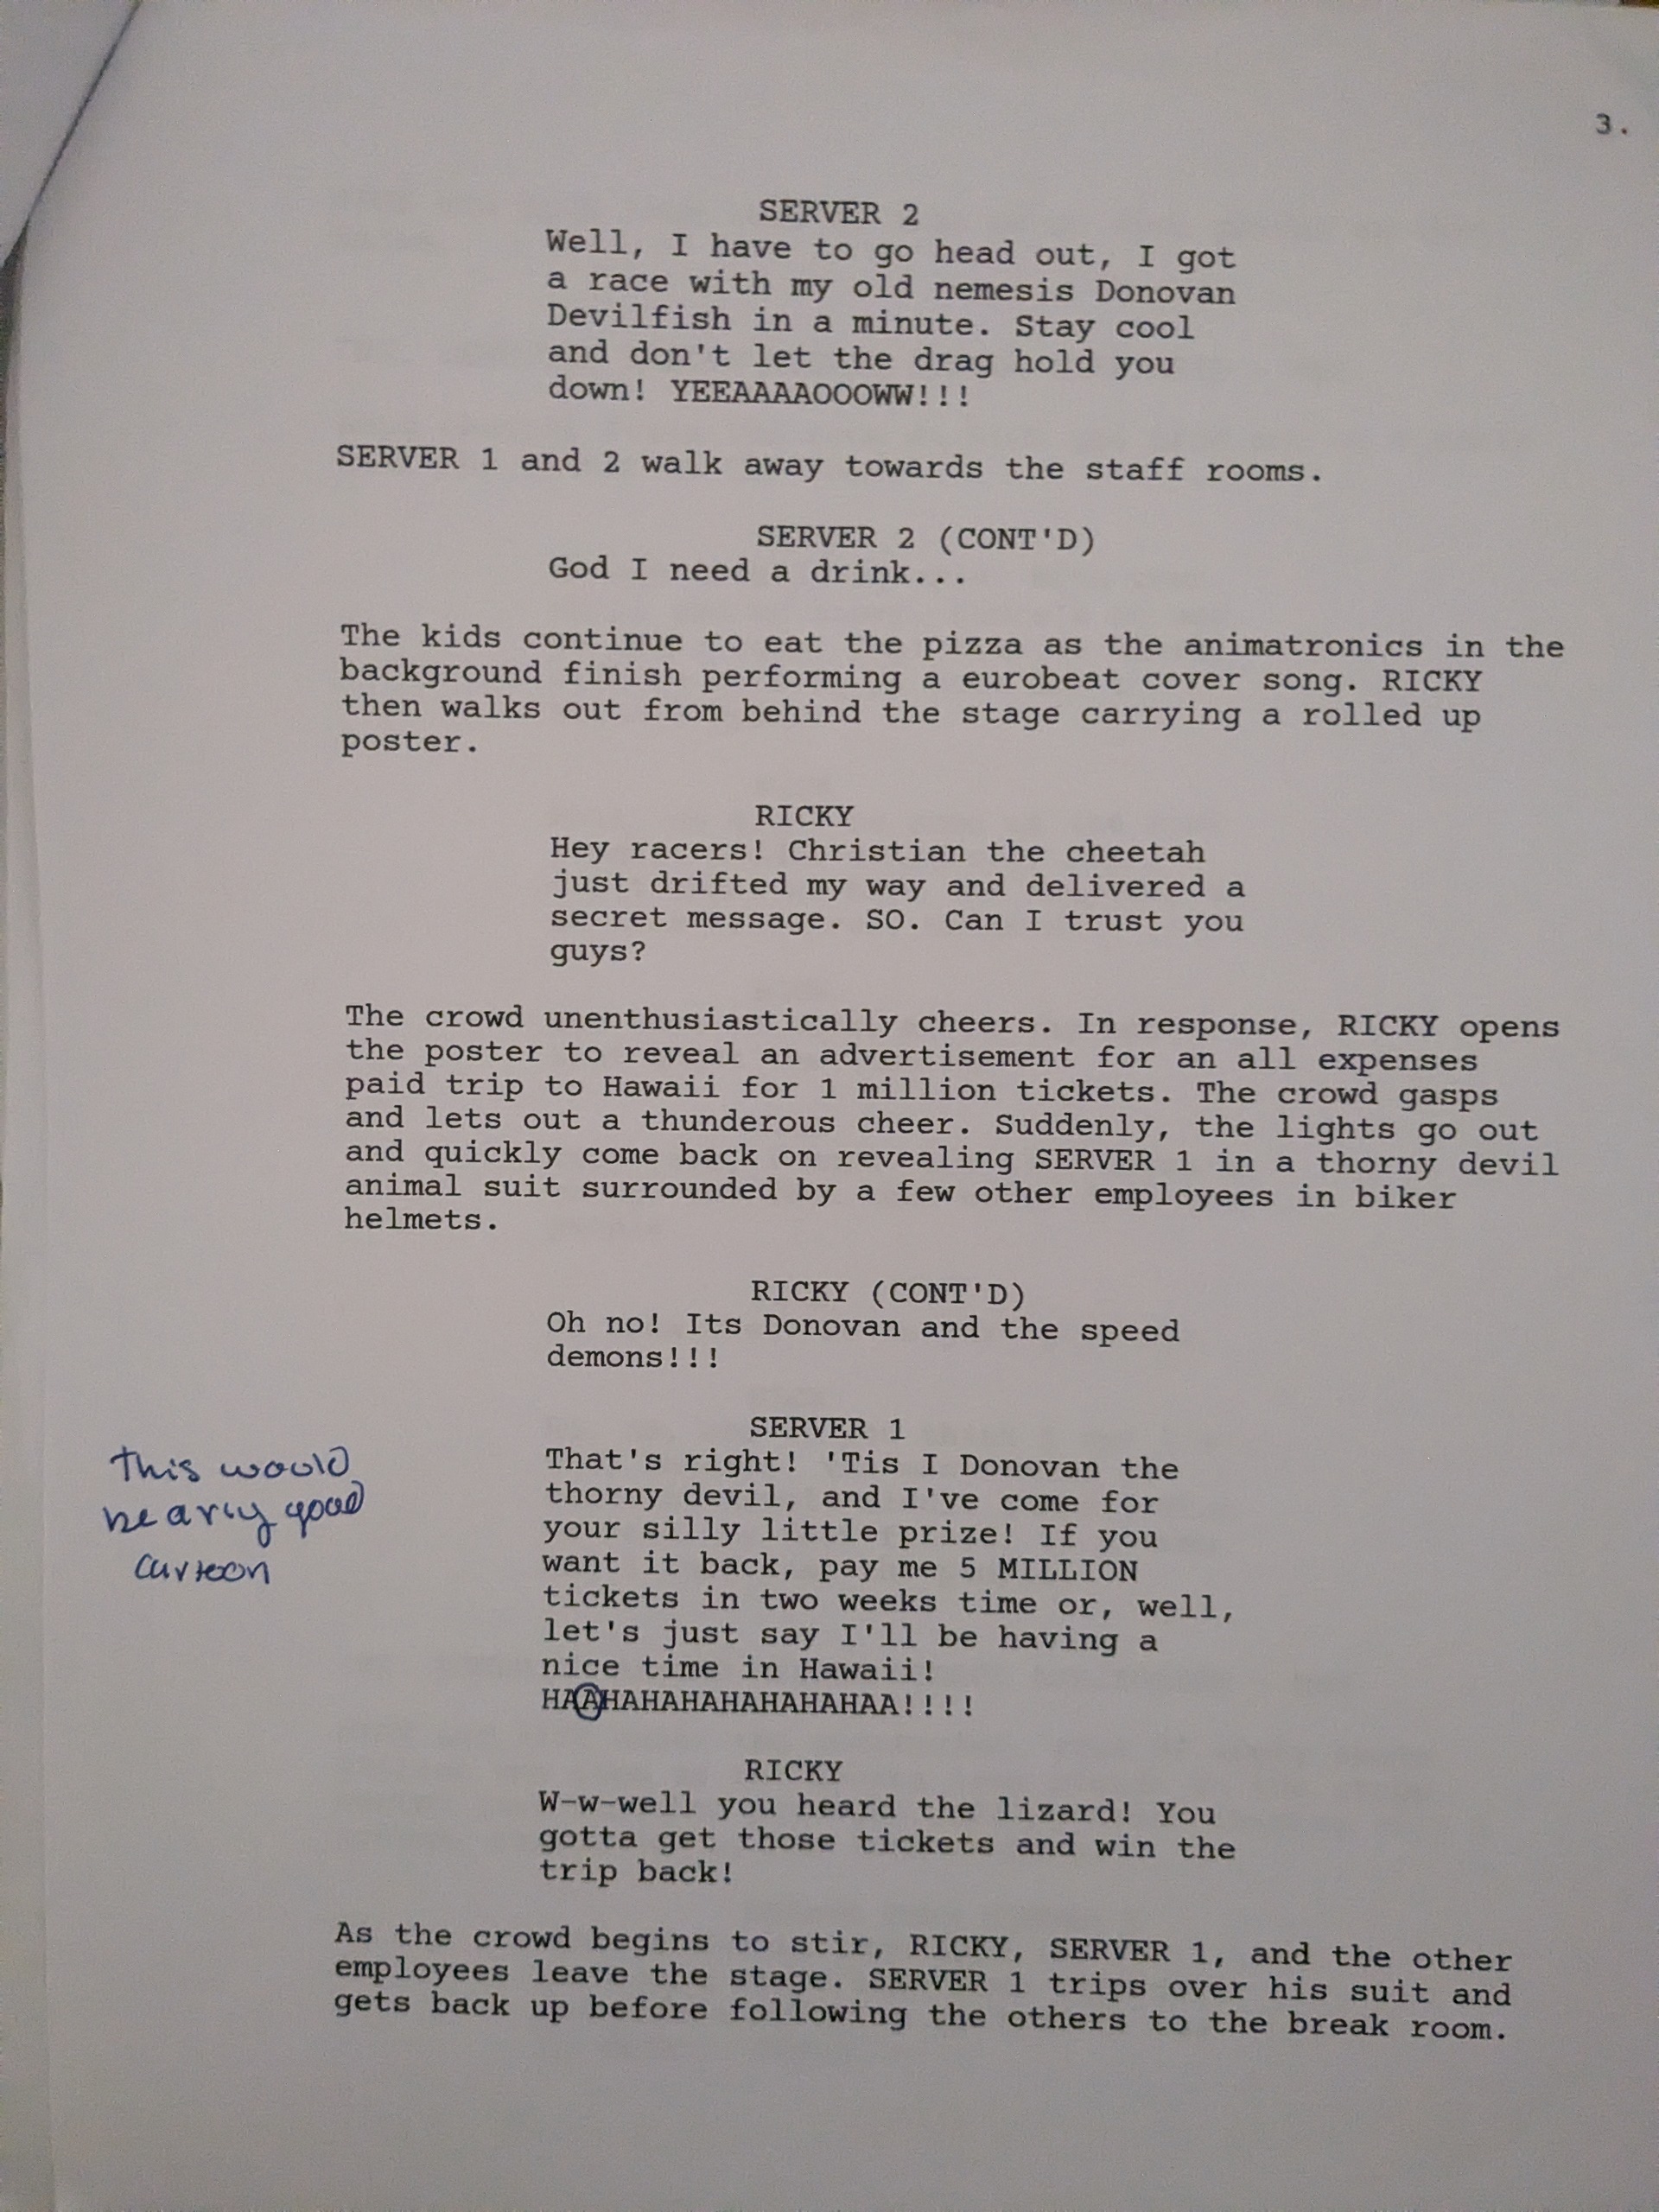 3.
SERVER 2
Well, I have to go head out, I got
a race with my old nemesis Donovan
Devilfish in a minute. Stay cool
and don't let the drag hold you
down! YEEAAAAOOOWW!!!
SERVER 1 and 2 walk away towards the staff rooms.
SERVER 2 (CONT'D)
God I need a drink...
The kids continue to eat the pizza as the animatronics in the
background finish performing a eurobeat cover song. RICKY
then walks out from behind the stage carrying a rolled up
poster.
RICKY
Hey racers! Christian the cheetah
just drifted my way and delivered a
secret message. SO. Can I trust you
guys?
The crowd unenthusiastically cheers. In response, RICKY opens
the poster to reveal an advertisement for an all expenses
paid trip to Hawaii for 1 million tickets. The crowd gasps
and lets out a thunderous cheer. Suddenly, the lights go out
and quickly come back on revealing SERVER 1 in a thorny devil
animal suit surrounded by a few other employees in biker
helmets.
RICKY (CONT'D)
Oh no! Its Donovan and the speed
demons!!!
SERVER 1
That's right! 'Tis I Donovan the
thorny devil, and I've come for
your silly little prize! If you
want it back, pay me 5 MILLION
tickets in two weeks time or, well,
let's just say I'll be having a
nice time in Hawaii!
HAAHAHAHAHAHAHAHAA!!!!
this would
good
cartoon
RICKY
W-w-well you heard the lizard! You
gotta get those tickets and win the
trip back!
As the crowd begins to stir, RICKY, SERVER 1, and the other
employees leave the stage. SERVER 1 trips over his suit and
gets back up before following the others to the break room.